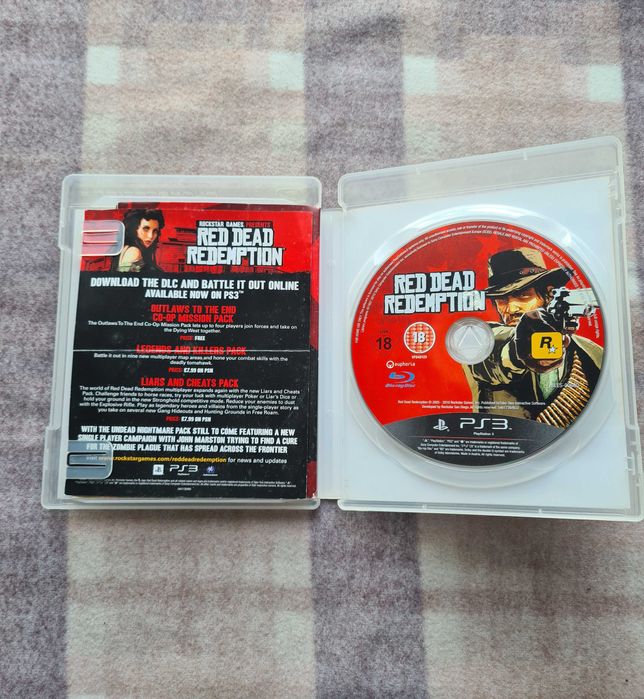 ROCKSTAR GAMES PRESENTS
RED DEAD
REDEMPTION
DOWNLOAD THE DLC AND BATTLE IT OUT ONLINE
AVAILABLE NOW ON PS3™
OUTLAWS TO THE END
CO-OP MISSION PACK
The Outlaws To The End Co-Op Mission Pack lets up to four players join forces and take on
the Dying West together.
PRICE: FREE
LEGENDS AND KILLERS PACK
Battle it out in nine new multiplayer map areas and hone your combat skills with the
deadly tomahawk.
PRICE: £7.99 ON PSN
LIARS AND CHEATS PACK
The world of Red Dead Redemption multiplayer expands again with the new Liars and Cheats
Pack. Challenge friends to horse races, try your luck with multiplayer Poker or Liar's Dice or
hold your ground in the new Stronghold competitive mode. Reduce your enemies to dust
with the Explosive Rifle. Play as legendary heroes and villains from the single-player story as
you take on several new Gang Hideouts and Hunting Grounds in Free Roam.
PRICE: £7.99 ON PSN
WITH THE UNDEAD NIGHTMARE PACK STILL TO COME FEATURING A NEW
SINGLE PLAYER CAMPAIGN WITH JOHN MARSTON TRYING TO FIND A CURE
FOR THE ZOMBIE PLAGUE THAT HAS SPREAD ACROSS THE FRONTIER
Visit www.rockstargames.com/reddeadredemption for news and updates
PS3
RED DEAD
REDEMPTION
18
18
R
euphoria
Blu-ray Disc
PS3
PlayStation 3